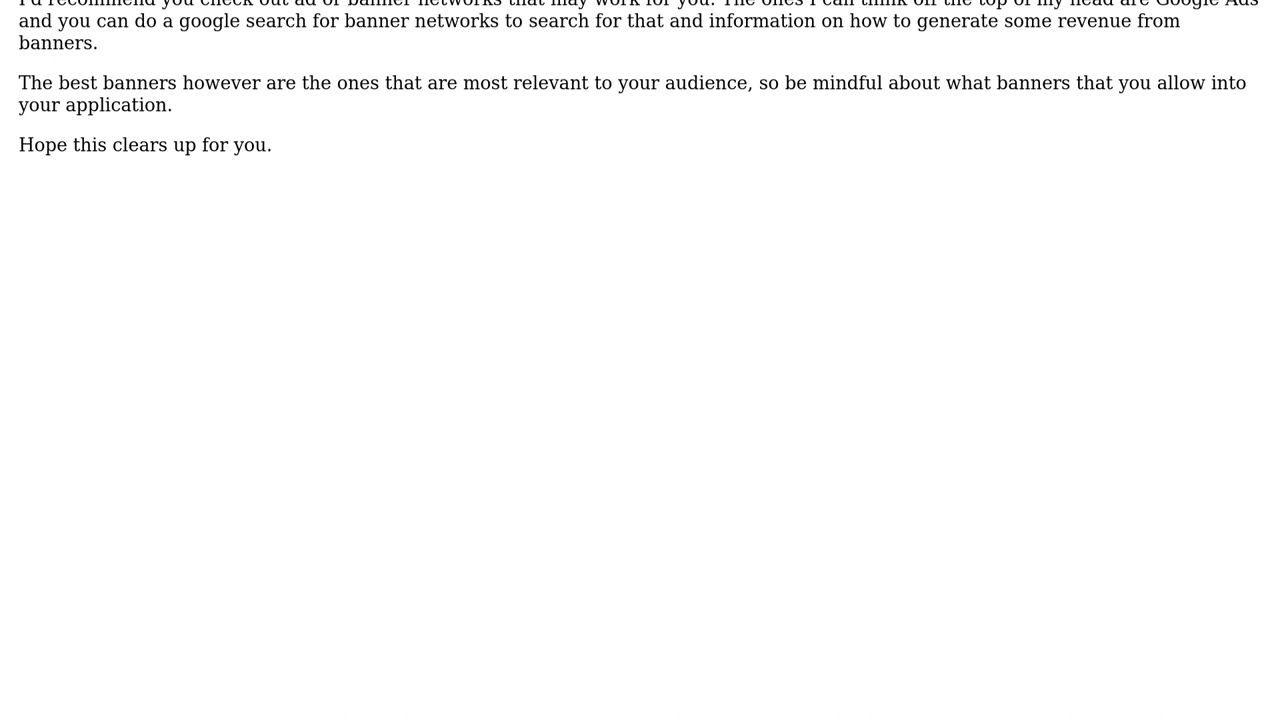 I'd recommend you check out ad or banner networks that may work for you. The ones I can think off the top of my head are Google Ads
and you can do a google search for banner networks to search for that and information on how to generate some revenue from
banners.
The best banners however are the ones that are most relevant to your audience, so be mindful about what banners that you allow into
your application.
Hope this clears up for you.